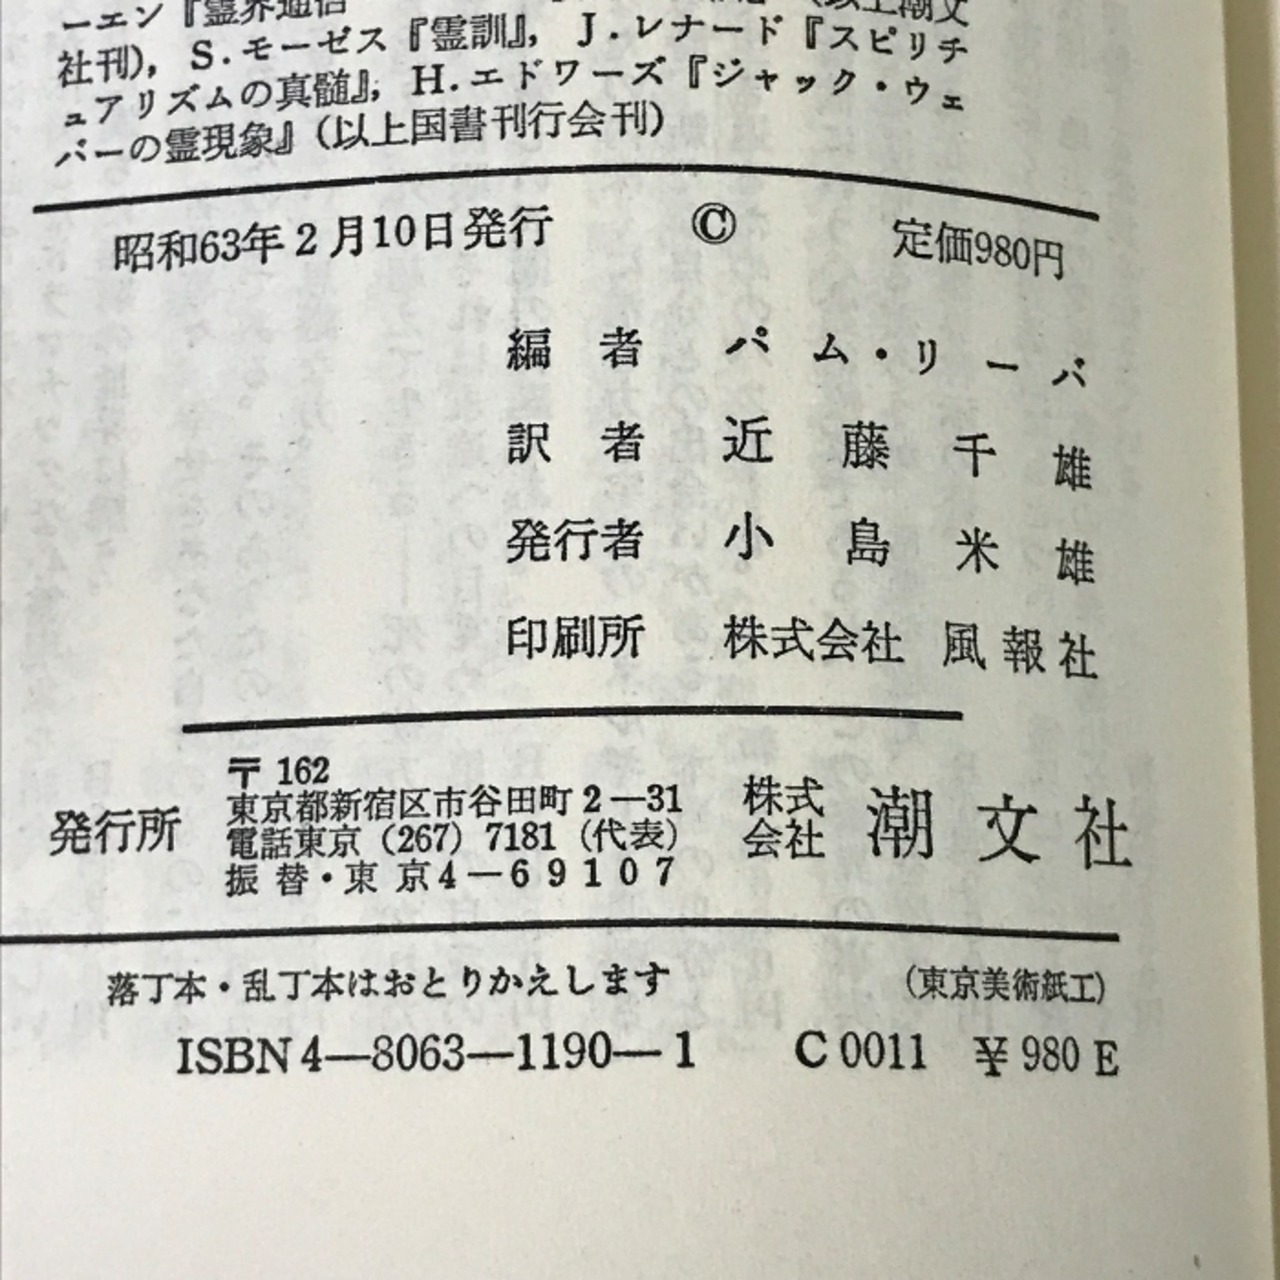 ーエン『霊界通信
社刊)，S.モーゼス『霊訓』，J.レナード『スピリチ
ュアリズムの真髄』，H.エドワーズ『ジャック・ウェ
バーの霊現象』(以上国書刊行会刊)
昭和63年2月10日発行 Ⓒ 定価980円
編者 パム・リーバ
訳者 近藤千雄
発行者 小島米雄
印刷所 株式会社 風報社
〒162
東京都新宿区市谷田町2―31
発行所 電話東京 (267) 7181 (代表) 株式会社 潮文社
振替・東京4―69107
落丁本・乱丁本はおとりかえします (東京美術紙工)
ISBN4―8063―1190―1 C0011 ¥980E